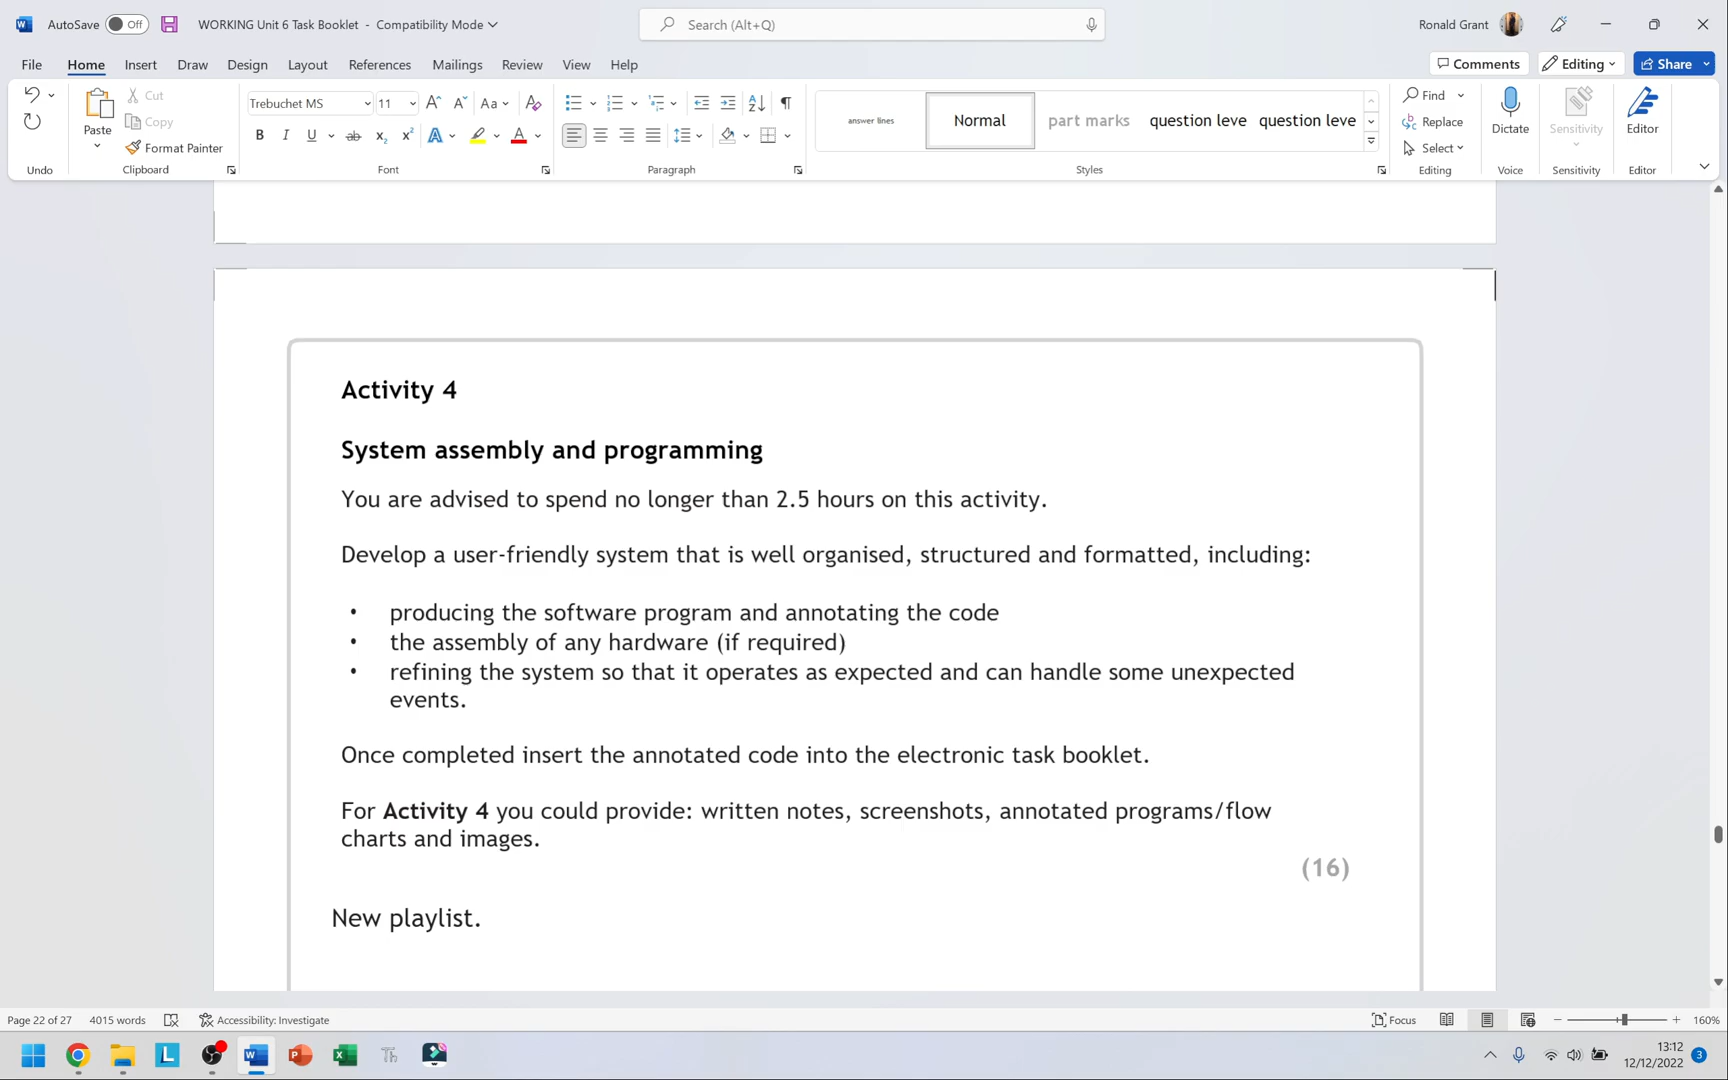 AutoSave Off WORKING Unit 6 Task Booklet - Compatibility Mode Search (Alt+Q) Ronald Grant
File Home Insert Draw Design Layout References Mailings Review View Help Comments Editing Share
Trebuchet MS 11 Aa
Cut
Copy
Format Painter
Paste
B I U ab x₂ x² A A
answer lines Normal part marks question leve question leve
Find
Replace
Select
Dictate Sensitivity Editor
Undo Clipboard Font Paragraph Styles Editing Voice Sensitivity Editor
Activity 4
System assembly and programming
You are advised to spend no longer than 2.5 hours on this activity.
Develop a user-friendly system that is well organised, structured and formatted, including:
• producing the software program and annotating the code
• the assembly of any hardware (if required)
• refining the system so that it operates as expected and can handle some unexpected
events.
Once completed insert the annotated code into the electronic task booklet.
For Activity 4 you could provide: written notes, screenshots, annotated programs/flow
charts and images.
(16)
New playlist.
Page 22 of 27 4015 words Accessibility: Investigate Focus 160%
13:12
12/12/2022 3